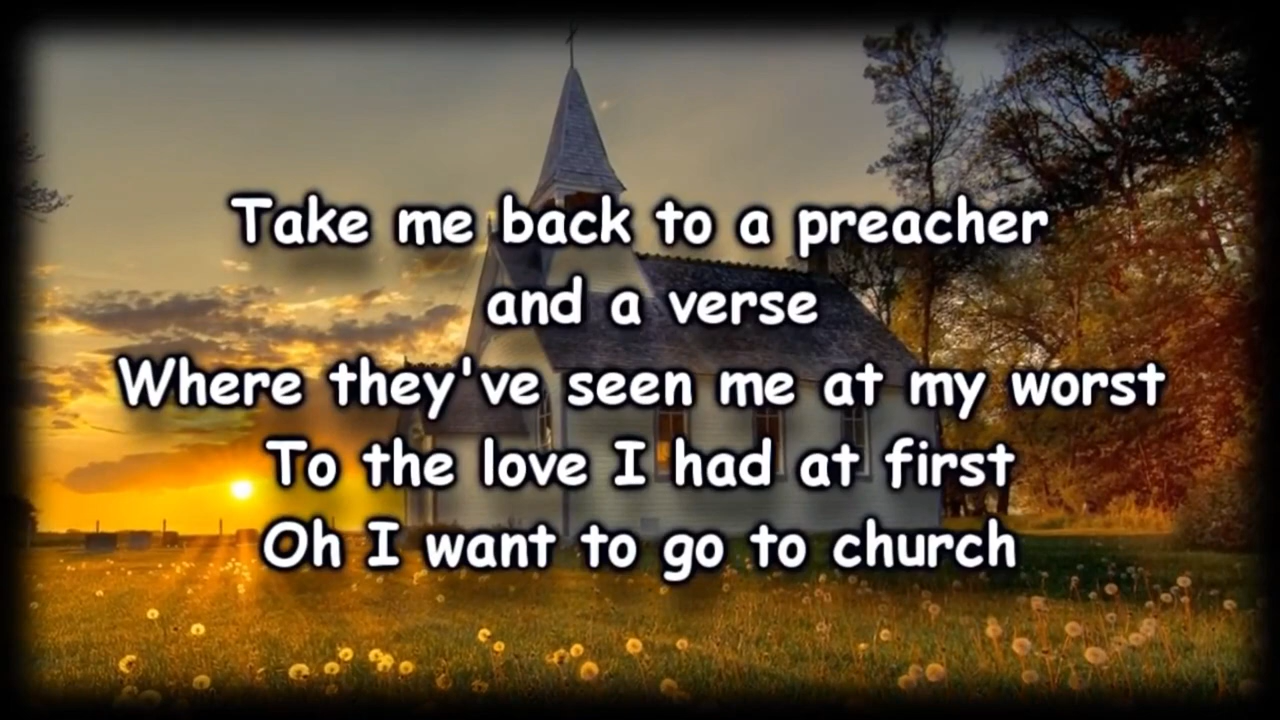 Take me back to a preacher
and a verse
Where they've seen me at my worst
To the love I had at first
Oh I want to go to church